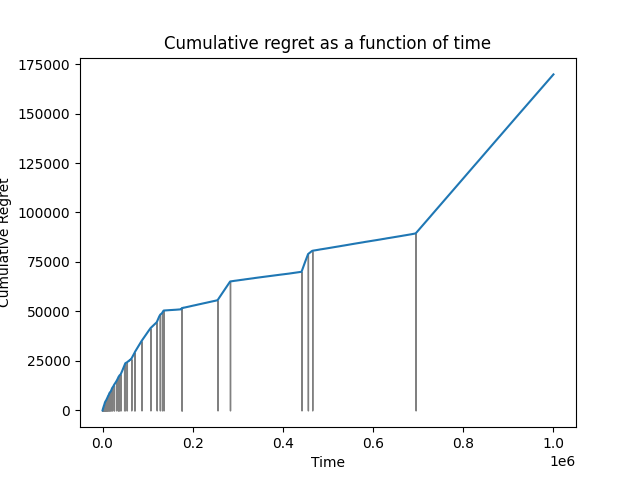 Cumulative regret as a function of time
175000
150000
125000
100000
75000
50000
25000
0
Cumulative Regret
0.0 0.2 0.4 0.6 0.8 1.0
1e6
Time